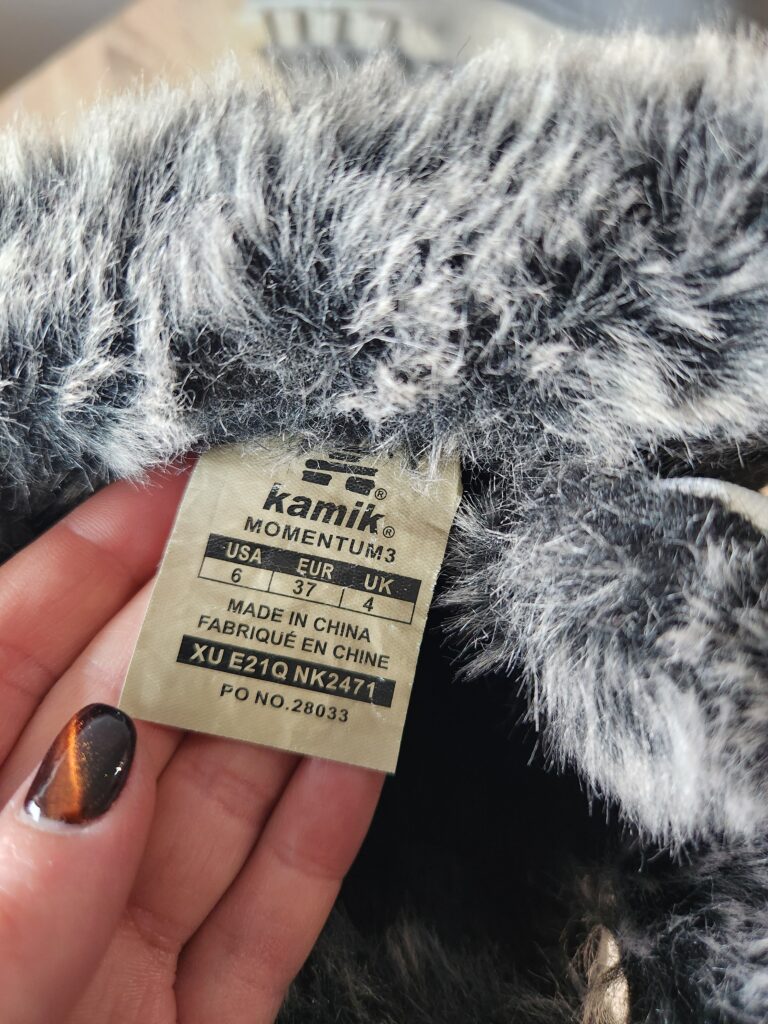 kamik®
MOMENTUM3
USA EUR UK
6 37 4
MADE IN CHINA
FABRIQUÉ EN CHINE
XU E21Q NK2471
PO NO.28033